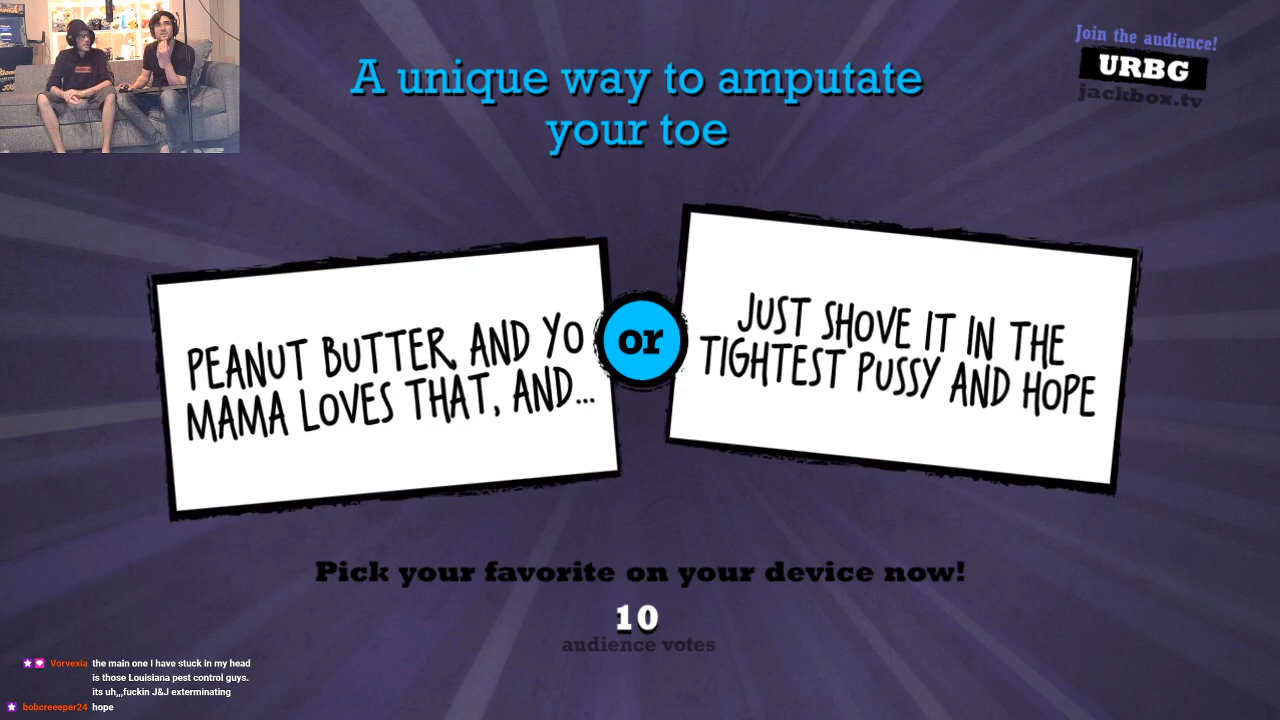 Join the audience!
URBG
jackbox.tv
A unique way to amputate
your toe
PEANUT BUTTER, AND YO
MAMA LOVES THAT, AND...
or
JUST SHOVE IT IN THE
TIGHTEST PUSSY AND HOPE
Pick your favorite on your device now!
10
audience votes
Vorvexia the main one I have stuck in my head
is those Louisiana pest control guys.
its uh,,,fuckin J&J exterminating
bobcreeeper24 hope